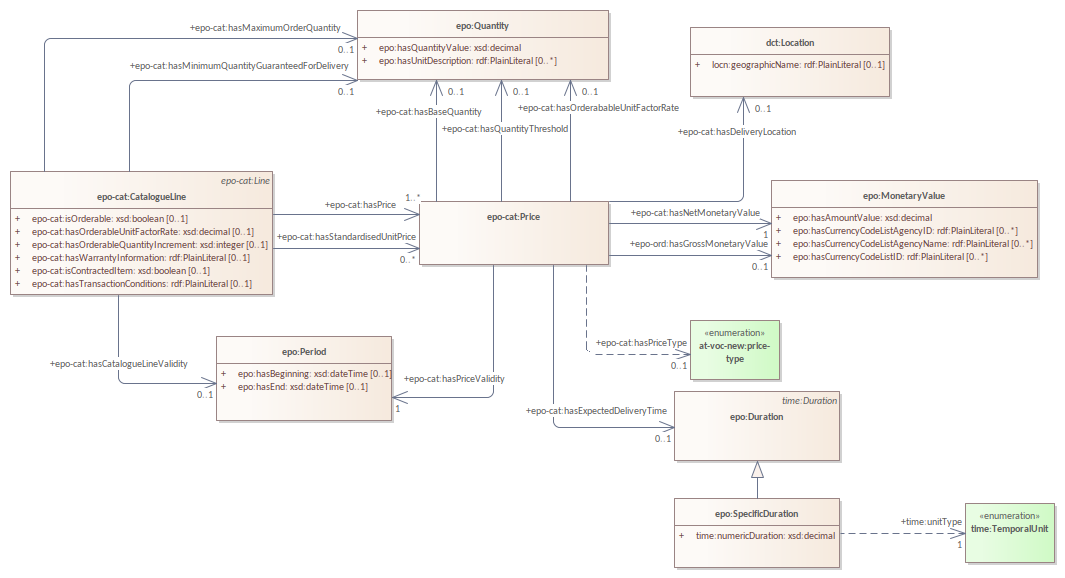 +epo-cat:hasMaximumOrderQuantity
0..1
+epo-cat:hasMinimumQuantityGuaranteedForDelivery
0..1
epo:Quantity
+ epo:hasQuantityValue: xsd:decimal
+ epo:hasUnitDescription: rdf:PlainLiteral [0..*]
0..1
0..1
0..1
+epo-cat:hasBaseQuantity
+epo-cat:hasQuantityThreshold
+epo-cat:hasOrderababableUnitFactorRate
dct:Location
+ locn:geographicName: rdf:PlainLiteral [0..1]
0..1
+epo-cat:hasDeliveryLocation
epo-cat:Line
epo-cat:CatalogueLine
+ epo-cat:isOrderable: xsd:boolean [0..1]
+ epo-cat:hasOrderableUnitFactorRate: xsd:decimal [0..1]
+ epo-cat:hasOrderableQuantityIncrement: xsd:integer [0..1]
+ epo-cat:hasWarrantyInformation: rdf:PlainLiteral [0..1]
+ epo-cat:isContractedItem: xsd:boolean [0..1]
+ epo-cat:hasTransactionConditions: rdf:PlainLiteral [0..1]
+epo-cat:hasPrice
1..*
+epo-cat:hasStandardisedUnitPrice
0..*
epo-cat:Price
+epo-cat:hasNetMonetaryValue
1
+epo-ord:hasGrossMonetaryValue
0..1
epo:MonetaryValue
+ epo:hasAmountValue: xsd:decimal
+ epo:hasCurrencyCodeListAgencyID: rdf:PlainLiteral [0..*]
+ epo:hasCurrencyCodeListAgencyName: rdf:PlainLiteral [0..*]
+ epo:hasCurrencyCodeListID: rdf:PlainLiteral [0..*]
+epo-cat:hasCatalogueLineValidity
0..1
epo:Period
+ epo:hasBeginning: xsd:dateTime [0..1]
+ epo:hasEnd: xsd:dateTime [0..1]
+epo-cat:hasPriceValidity
1
+epo-cat:hasPriceType
0..1
«enumeration»
at-voc-new:price-
type
+epo-cat:hasExpectedDeliveryTime
0..1
time:Duration
epo:Duration
epo:SpecificDuration
+ time:numericDuration: xsd:decimal
+time:unitType
1
«enumeration»
time:TemporalUnit